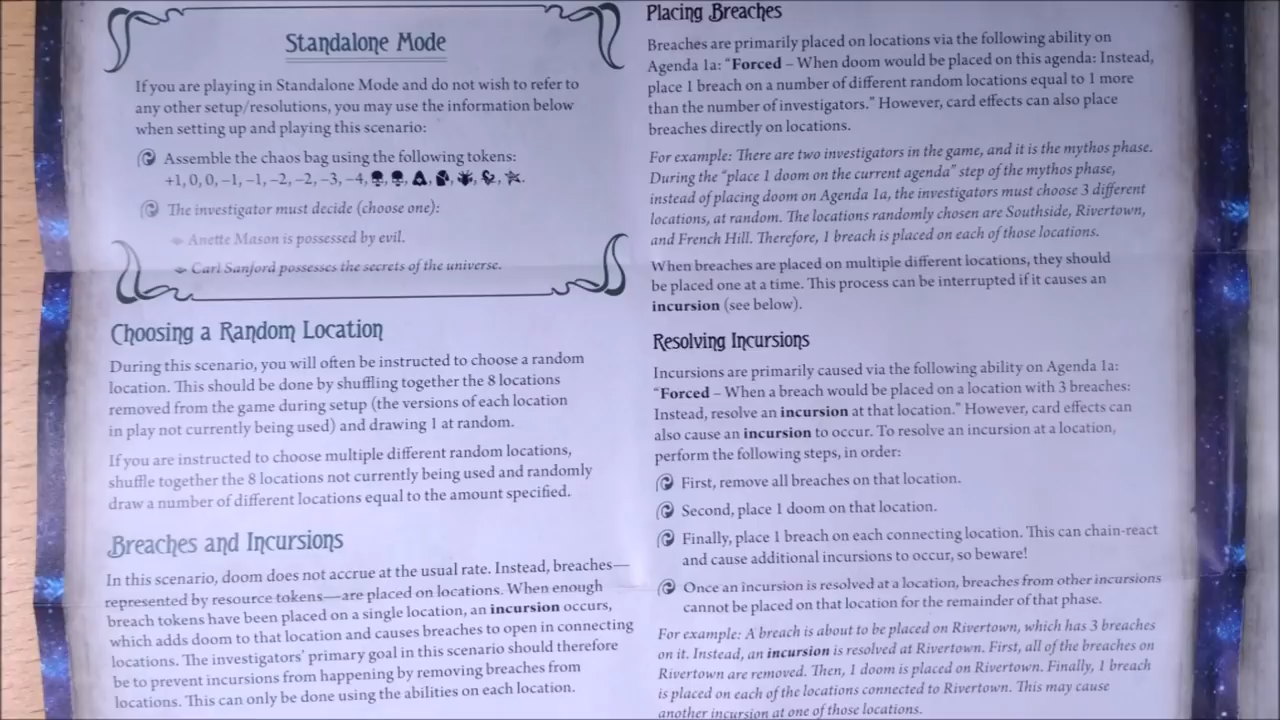 Standalone Mode
If you are playing in Standalone Mode and do not wish to refer to
any other setup/resolutions, you may use the information below
when setting up and playing this scenario:
Assemble the chaos bag using the following tokens:
+1, 0, 0, –1, –1, –2, –2, –3, –4, , , , , , , .
The investigator must decide (choose one):
Anette Mason is possessed by evil.
Carl Sanford possesses the secrets of the universe.
Choosing a Random Location
During this scenario, you will often be instructed to choose a random
location. This should be done by shuffling together the 8 locations
removed from the game during setup (the versions of each location
in play not currently being used) and drawing 1 at random.
If you are instructed to choose multiple different random locations,
shuffle together the 8 locations not currently being used and randomly
draw a number of different locations equal to the amount specified.
Breaches and Incursions
In this scenario, doom does not accrue at the usual rate. Instead, breaches—
represented by resource tokens—are placed on locations. When enough
breach tokens have been placed on a single location, an incursion occurs,
which adds doom to that location and causes breaches to open in connecting
locations. The investigators' primary goal in this scenario should therefore
be to prevent incursions from happening by removing breaches from
locations. This can only be done using the abilities on each location.
Placing Breaches
Breaches are primarily placed on locations via the following ability on
Agenda 1a: "Forced – When doom would be placed on this agenda: Instead,
place 1 breach on a number of different random locations equal to 1 more
than the number of investigators." However, card effects can also place
breaches directly on locations.
For example: There are two investigators in the game, and it is the mythos phase.
During the "place 1 doom on the current agenda" step of the mythos phase,
instead of placing doom on Agenda 1a, the investigators must choose 3 different
locations, at random. The locations randomly chosen are Southside, Rivertown,
and French Hill. Therefore, 1 breach is placed on each of those locations.
When breaches are placed on multiple different locations, they should
be placed one at a time. This process can be interrupted if it causes an
incursion (see below).
Resolving Incursions
Incursions are primarily caused via the following ability on Agenda 1a:
"Forced – When a breach would be placed on a location with 3 breaches:
Instead, resolve an incursion at that location." However, card effects can
also cause an incursion to occur. To resolve an incursion at a location,
perform the following steps, in order:
First, remove all breaches on that location.
Second, place 1 doom on that location.
Finally, place 1 breach on each connecting location. This can chain-react
and cause additional incursions to occur, so beware!
Once an incursion is resolved at a location, breaches from other incursions
cannot be placed on that location for the remainder of that phase.
For example: A breach is about to be placed on Rivertown, which has 3 breaches
on it. Instead, an incursion is resolved at Rivertown. First, all of the breaches on
Rivertown are removed. Then, 1 doom is placed on Rivertown. Finally, 1 breach
is placed on each of the locations connected to Rivertown. This may cause
another incursion at one of those locations.